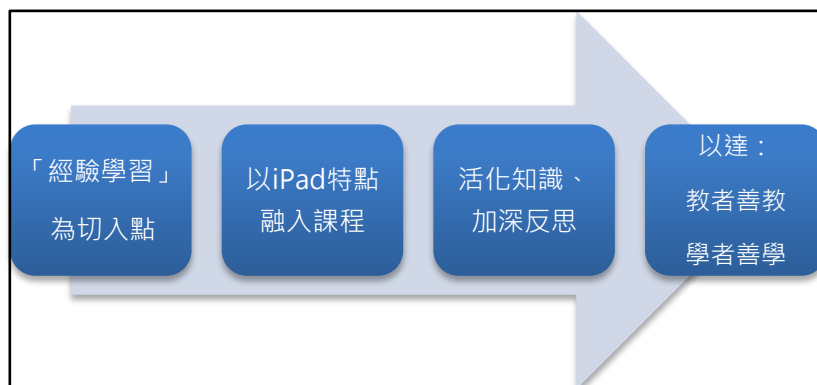 「經驗學習」
為切入點
以iPad特點
融入課程
活化知識、
加深反思
以達：
教者善教
學者善學